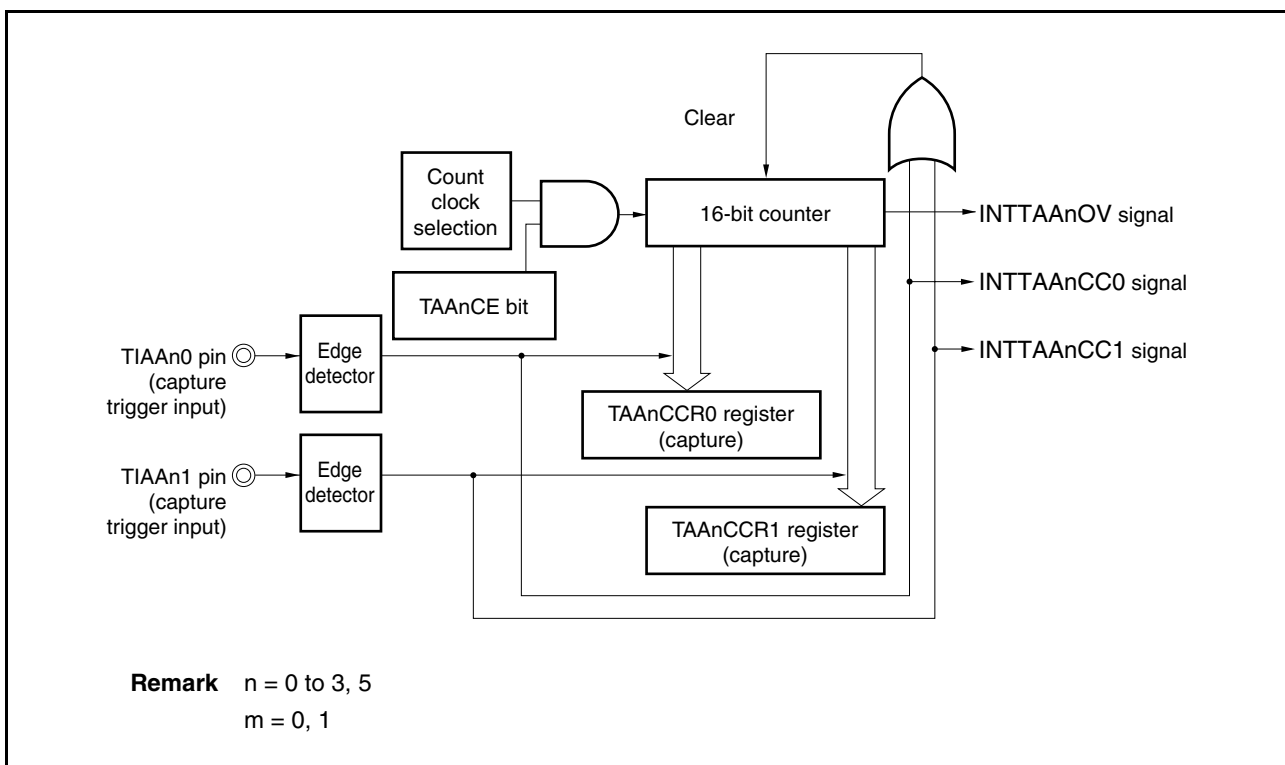 Clear
Count
clock
selection
16-bit counter
INTTAAnOV signal
TAAnCE bit
INTTAAnCC0 signal
TIAAn0 pin
(capture
trigger input)
Edge
detector
INTTAAnCC1 signal
TAAnCCR0 register
(capture)
TIAAn1 pin
(capture
trigger input)
Edge
detector
TAAnCCR1 register
(capture)
Remark n = 0 to 3, 5
m = 0, 1